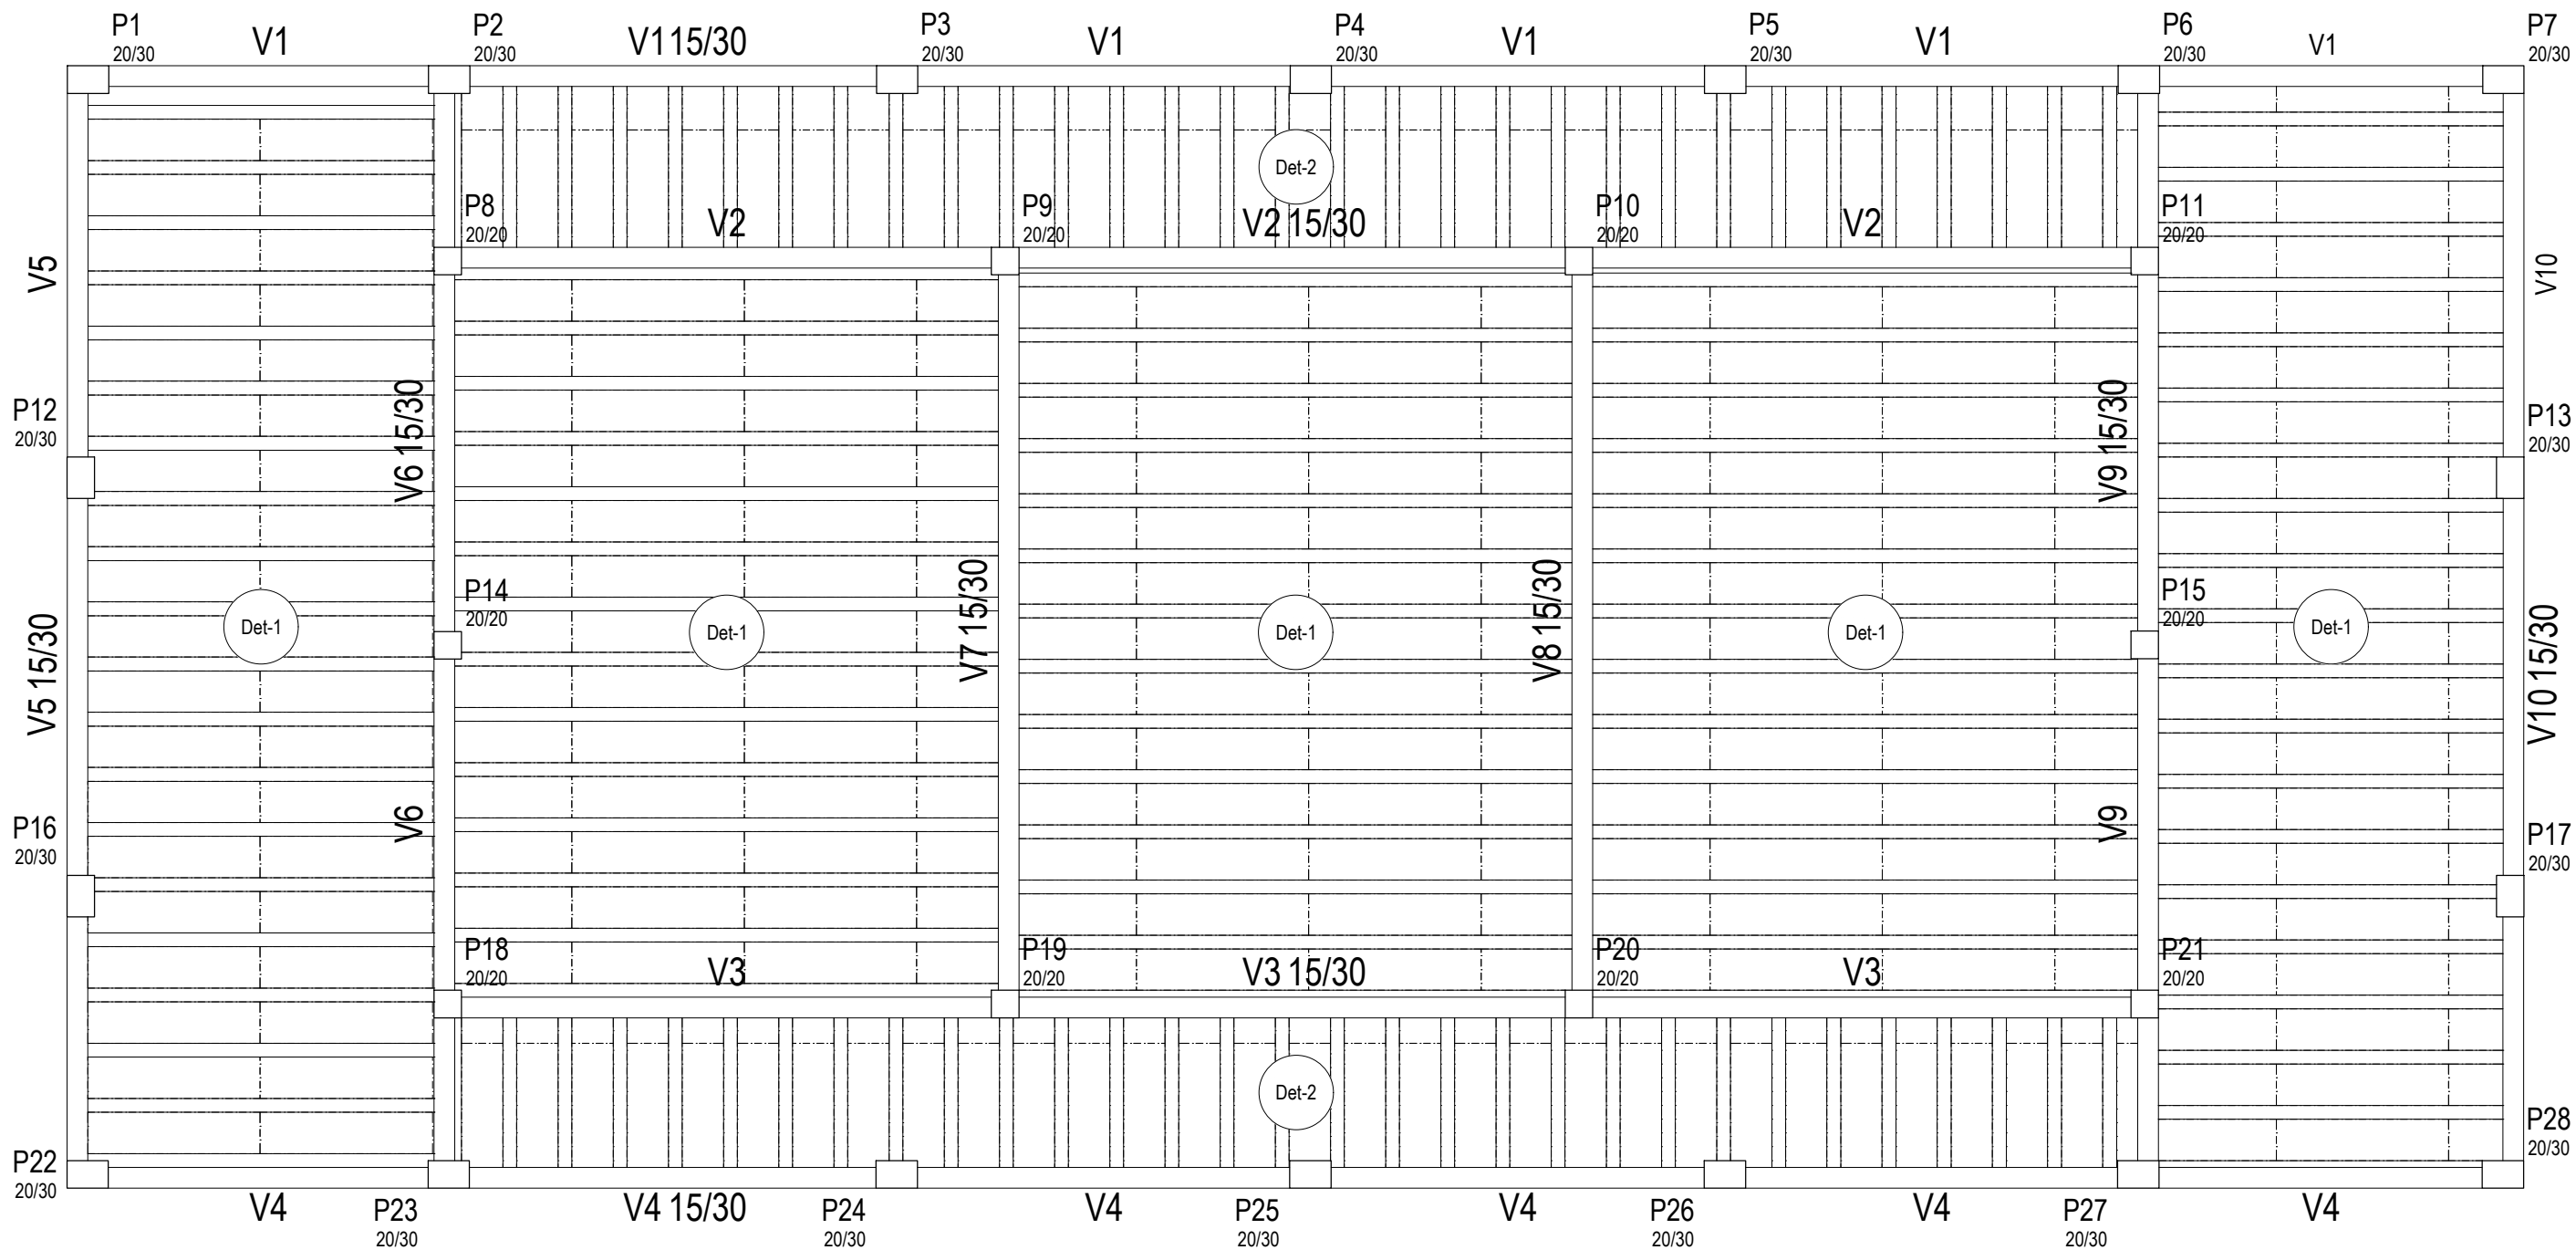 P1
20/30
V1
P2
20/30
V1 15/30
P3
20/30
V1
P4
20/30
V1
P5
20/30
V1
P6
20/30
V1
P7
20/30
Det-2
P8
20/20
V2
P9
20/20
V2 15/30
P10
20/20
V2
P11
20/20
V5
V10
P12
20/30
V6 15/30
V9 15/30
P13
20/30
P14
20/20
P15
20/20
Det-1
Det-1
V7 15/30
Det-1
V8 15/30
Det-1
Det-1
V5 15/30
V10 15/30
P16
20/30
V6
V9
P17
20/30
P18
20/20
V3
P19
20/20
V3 15/30
P20
20/20
V3
P21
20/20
Det-2
P28
20/30
P22
20/30
V4
P23
20/30
V4 15/30
P24
20/30
V4
P25
20/30
V4
P26
20/30
V4
P27
20/30
V4